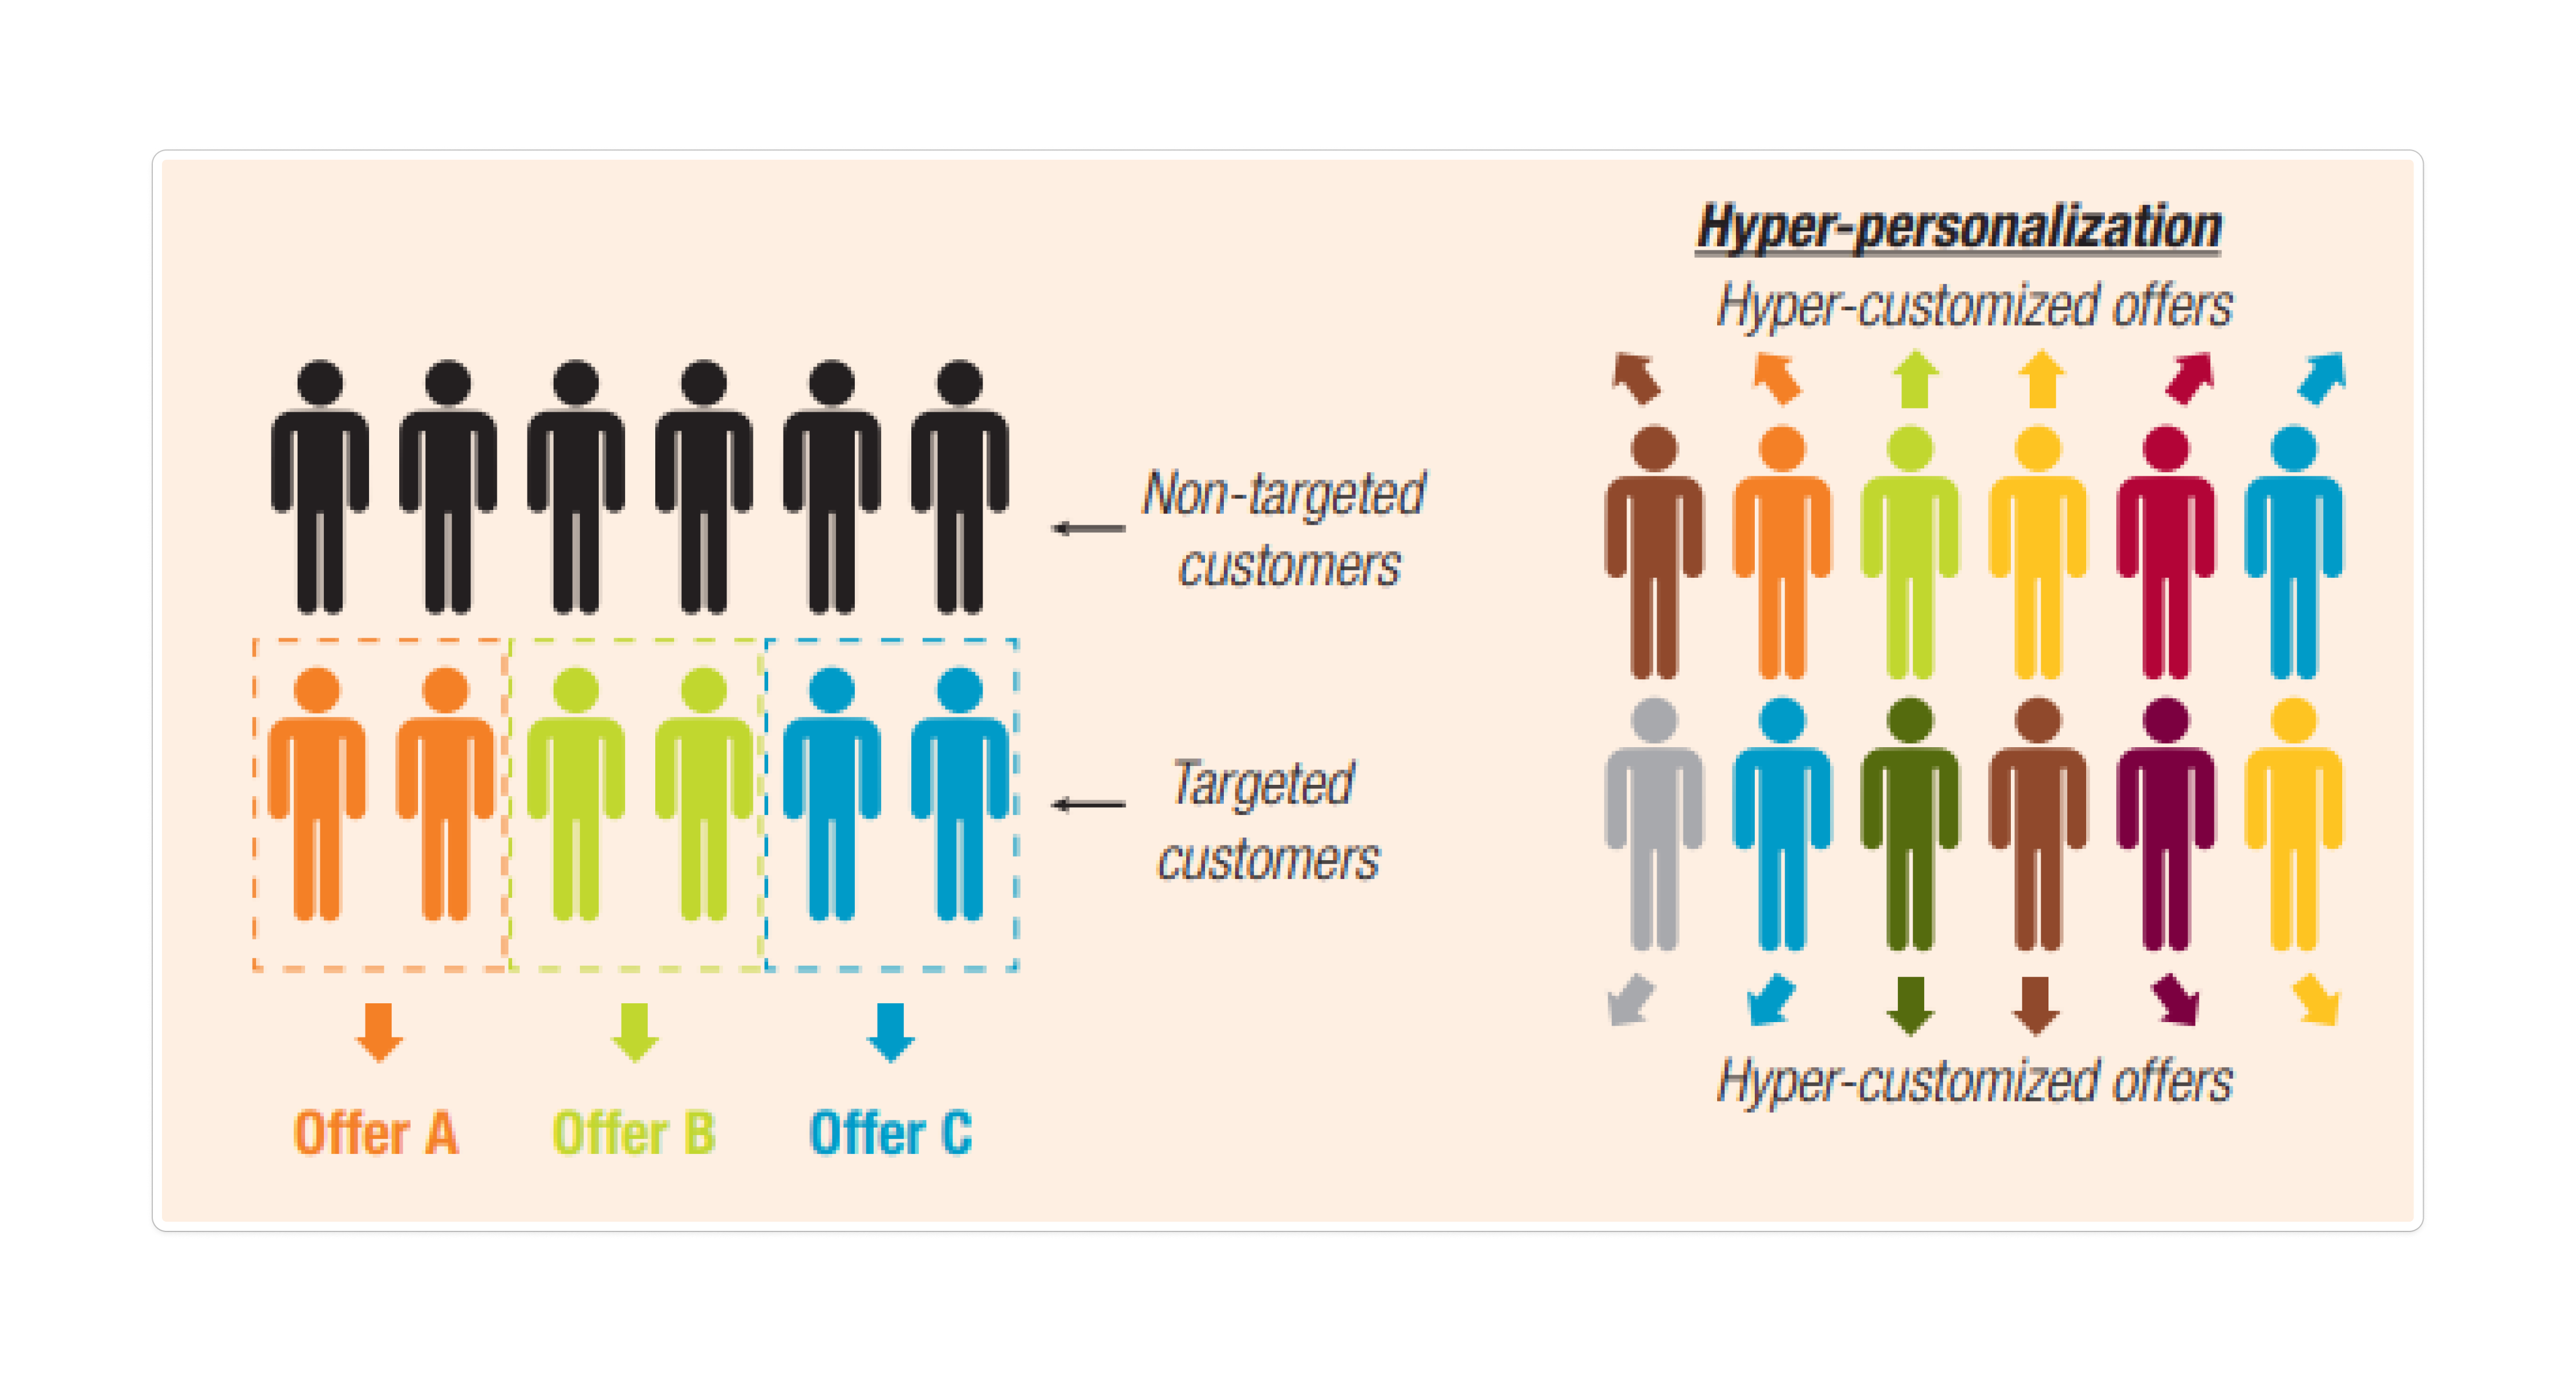 Non-targeted
customers
Targeted
customers
Offer A
Offer B
Offer C
Hyper-personalization
Hyper-customized offers
Hyper-customized offers